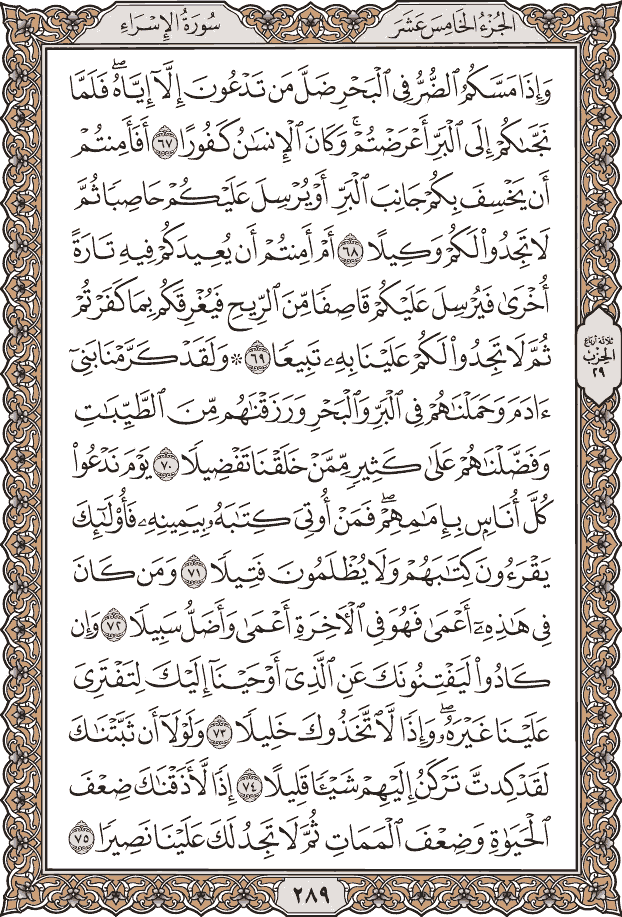 الجُزْءُ الخَامِسَ عَشَرَ
سُورَةُ الإِسْرَاءِ
وَإِذَا مَسَّكُمُ ٱلضُّرُّ فِي ٱلْبَحْرِ ضَلَّ مَن تَدْعُونَ إِلَّآ إِيَّاهُۖ فَلَمَّا
نَجَّىٰكُمْ إِلَى ٱلْبَرِّ أَعْرَضْتُمْۚ وَكَانَ ٱلْإِنسَٰنُ كَفُورًا ٦٧ أَفَأَمِنتُمْ
أَن يَخْسِفَ بِكُمْ جَانِبَ ٱلْبَرِّ أَوْ يُرْسِلَ عَلَيْكُمْ حَاصِبًا ثُمَّ
لَا تَجِدُوا۟ لَكُمْ وَكِيلًا ٦٨ أَمْ أَمِنتُمْ أَن يُعِيدَكُمْ فِيهِ تَارَةً
أُخْرَىٰ فَيُرْسِلَ عَلَيْكُمْ قَاصِفًا مِّنَ ٱلرِّيحِ فَيُغْرِقَكُم بِمَا كَفَرْتُمْ
ثُمَّ لَا تَجِدُوا۟ لَكُمْ عَلَيْنَا بِهِۦ تَبِيعًا ٦٩ ۞ وَلَقَدْ كَرَّمْنَا بَنِىٓ
ءَادَمَ وَحَمَلْنَٰهُمْ فِي ٱلْبَرِّ وَٱلْبَحْرِ وَرَزَقْنَٰهُم مِّنَ ٱلطَّيِّبَٰتِ
وَفَضَّلْنَٰهُمْ عَلَىٰ كَثِيرٍ مِّمَّنْ خَلَقْنَا تَفْضِيلًا ٧٠ يَوْمَ نَدْعُوا۟
كُلَّ أُنَاسٍۭ بِإِمَٰمِهِمْۖ فَمَنْ أُوتِىَ كِتَٰبَهُۥ بِيَمِينِهِۦ فَأُو۟لَٰٓئِكَ
يَقْرَءُونَ كِتَٰبَهُمْ وَلَا يُظْلَمُونَ فَتِيلًا ٧١ وَمَن كَانَ
فِي هَٰذِهِۦٓ أَعْمَىٰ فَهُوَ فِي ٱلْءَاخِرَةِ أَعْمَىٰ وَأَضَلُّ سَبِيلًا ٧٢ وَإِن
كَادُوا۟ لَيَفْتِنُونَكَ عَنِ ٱلَّذِىٓ أَوْحَيْنَآ إِلَيْكَ لِتَفْتَرِىَ
عَلَيْنَا غَيْرَهُۥۖ وَإِذًا لَّٱتَّخَذُوكَ خَلِيلًا ٧٣ وَلَوْلَآ أَن ثَبَّتْنَٰكَ
لَقَدْ كِدتَّ تَرْكَنُ إِلَيْهِمْ شَيْـًٔا قَلِيلًا ٧٤ إِذًا لَّأَذَقْنَٰكَ ضِعْفَ
ٱلْحَيَوٰةِ وَضِعْفَ ٱلْمَمَاتِ ثُمَّ لَا تَجِدُ لَكَ عَلَيْنَا نَصِيرًا ٧٥
ثلاثة أرباع
الحزب
٢٩
٢٨٩